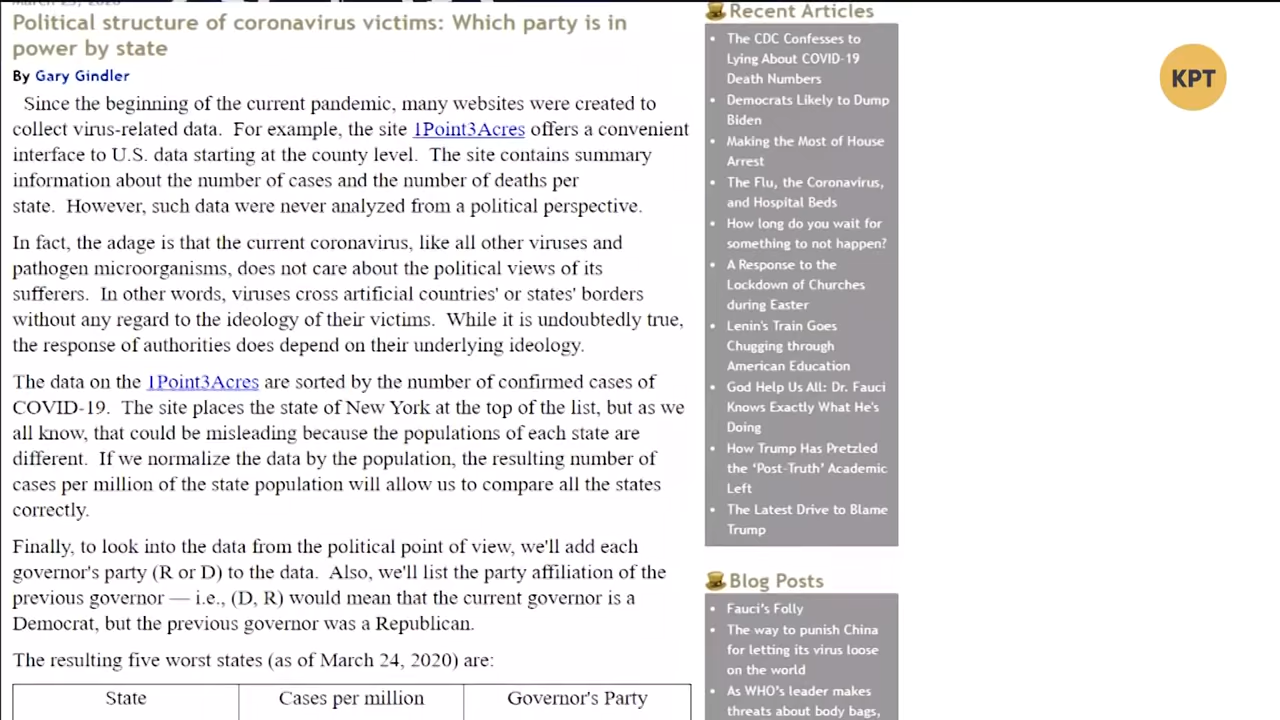 March 25, 2020
Political structure of coronavirus victims: Which party is in
power by state
By Gary Gindler
Since the beginning of the current pandemic, many websites were created to
collect virus-related data. For example, the site 1Point3Acres offers a convenient
interface to U.S. data starting at the county level. The site contains summary
information about the number of cases and the number of deaths per
state. However, such data were never analyzed from a political perspective.
In fact, the adage is that the current coronavirus, like all other viruses and
pathogen microorganisms, does not care about the political views of its
sufferers. In other words, viruses cross artificial countries' or states' borders
without any regard to the ideology of their victims. While it is undoubtedly true,
the response of authorities does depend on their underlying ideology.
The data on the 1Point3Acres are sorted by the number of confirmed cases of
COVID-19. The site places the state of New York at the top of the list, but as we
all know, that could be misleading because the populations of each state are
different. If we normalize the data by the population, the resulting number of
cases per million of the state population will allow us to compare all the states
correctly.
Finally, to look into the data from the political point of view, we'll add each
governor's party (R or D) to the data. Also, we'll list the party affiliation of the
previous governor — i.e., (D, R) would mean that the current governor is a
Democrat, but the previous governor was a Republican.
The resulting five worst states (as of March 24, 2020) are:
State Cases per million Governor's Party
Recent Articles
The CDC Confesses to
Lying About COVID-19
Death Numbers
Democrats Likely to Dump
Biden
Making the Most of House
Arrest
The Flu, the Coronavirus,
and Hospital Beds
How long do you wait for
something to not happen?
A Response to the
Lockdown of Churches
during Easter
Lenin's Train Goes
Chugging through
American Education
God Help Us All: Dr. Fauci
Knows Exactly What He's
Doing
How Trump Has Pretzled
the ‘Post-Truth’ Academic
Left
The Latest Drive to Blame
Trump
Blog Posts
Fauci's Folly
The way to punish China
for letting its virus loose
on the world
As WHO's leader makes
threats about body bags,
KPT